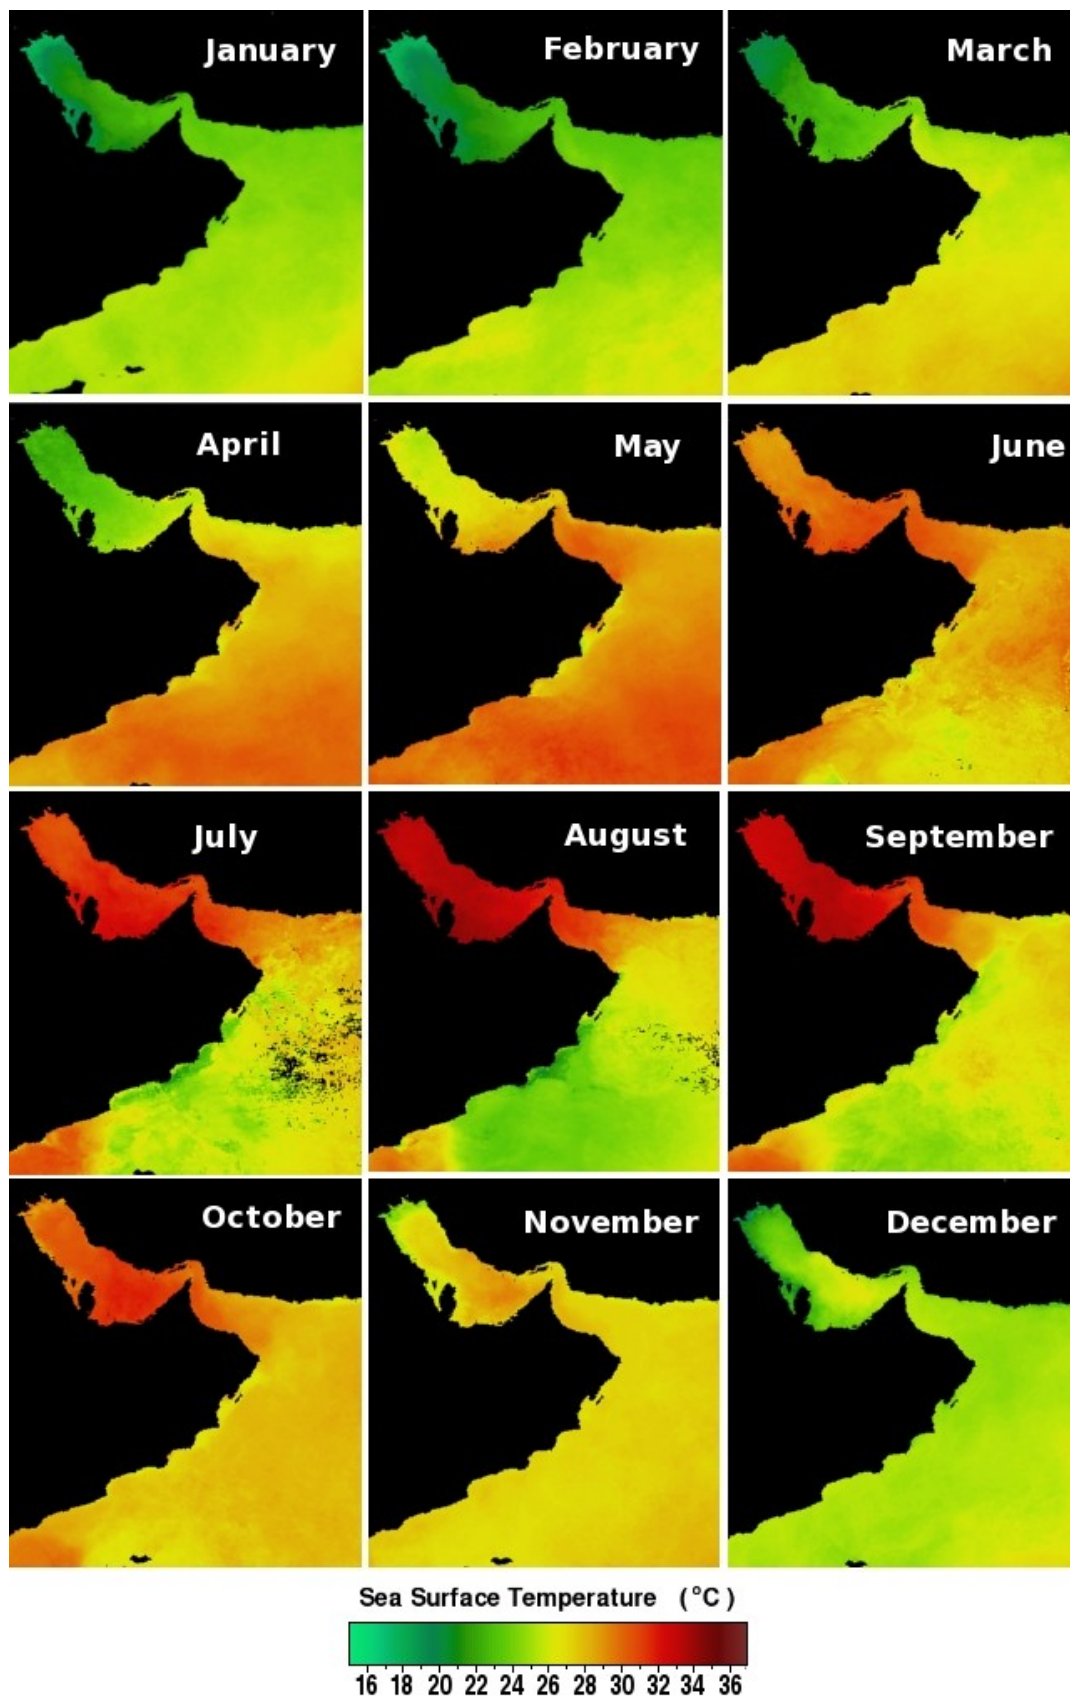 January
February
March
April
May
June
July
August
September
October
November
December
Sea Surface Temperature (°C)
16 18 20 22 24 26 28 30 32 34 36